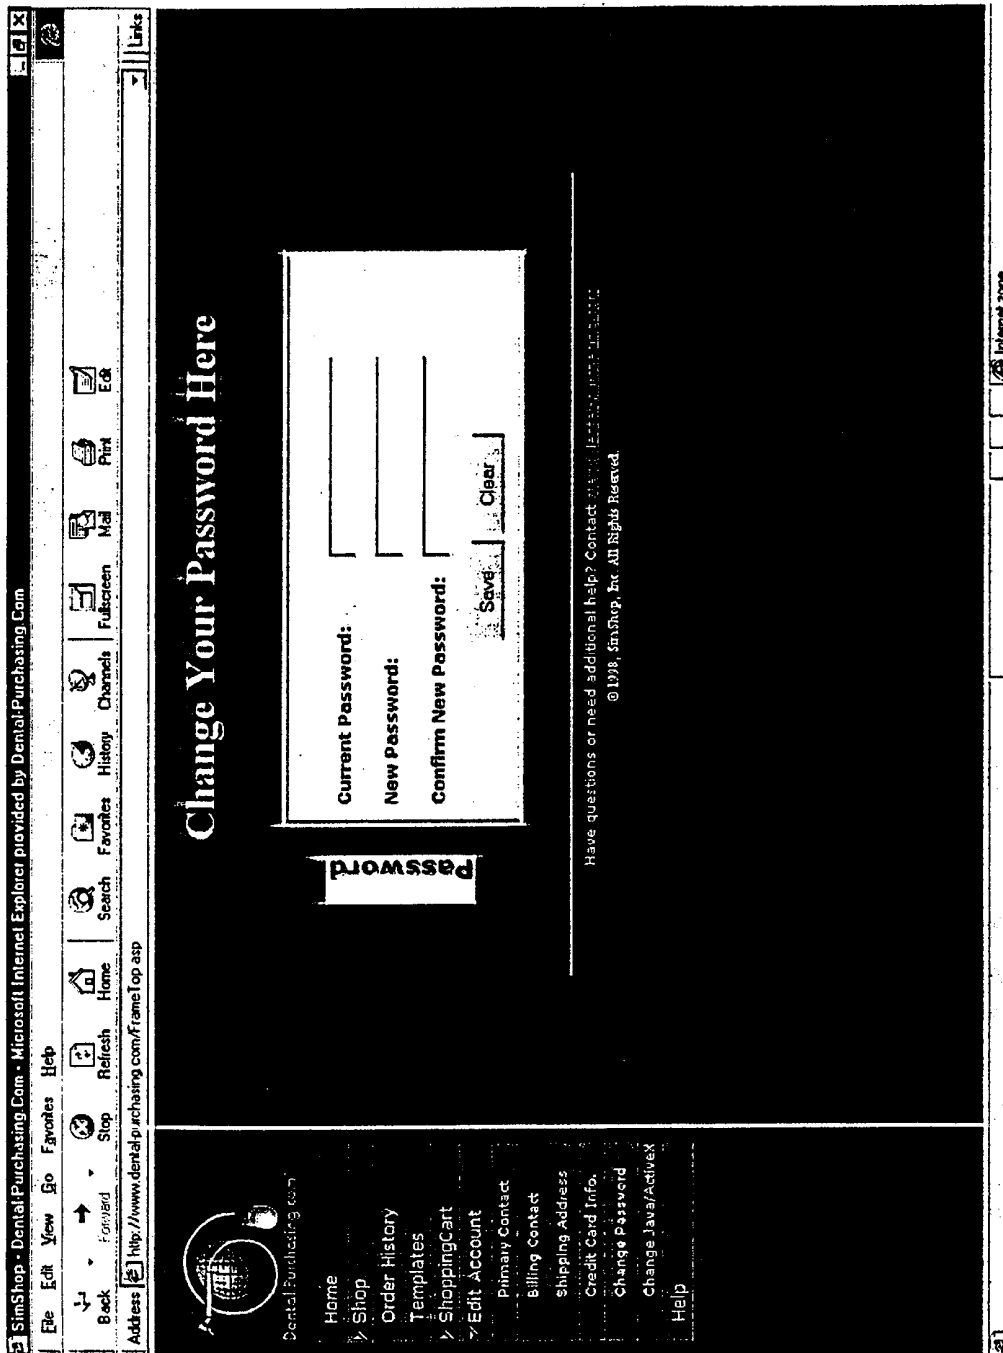 SimShop - Dental-Purchasing.Com - Microsoft Internet Explorer provided by Dental-Purchasing.Com
File Edit View Go Favorites Help
Back Forward Stop Refresh Home Search Favorites History Channels Fullscreen Mail Print Edit
Address http://www.dental-purchasing.com/FrameTop.asp Links
Dental-Purchasing.com
Home
Shop
Order History
Templates
ShoppingCart
Edit Account
Primary Contact
Billing Contact
Shipping Address
Credit Card Info.
Change Password
Change Java/ActiveX
Help
Change Your Password Here
Password
Current Password:
New Password:
Confirm New Password:
Save Clear
Have questions or need additional help? Contact
©1998, SimShop, Inc. All Rights Reserved.
Internet zone